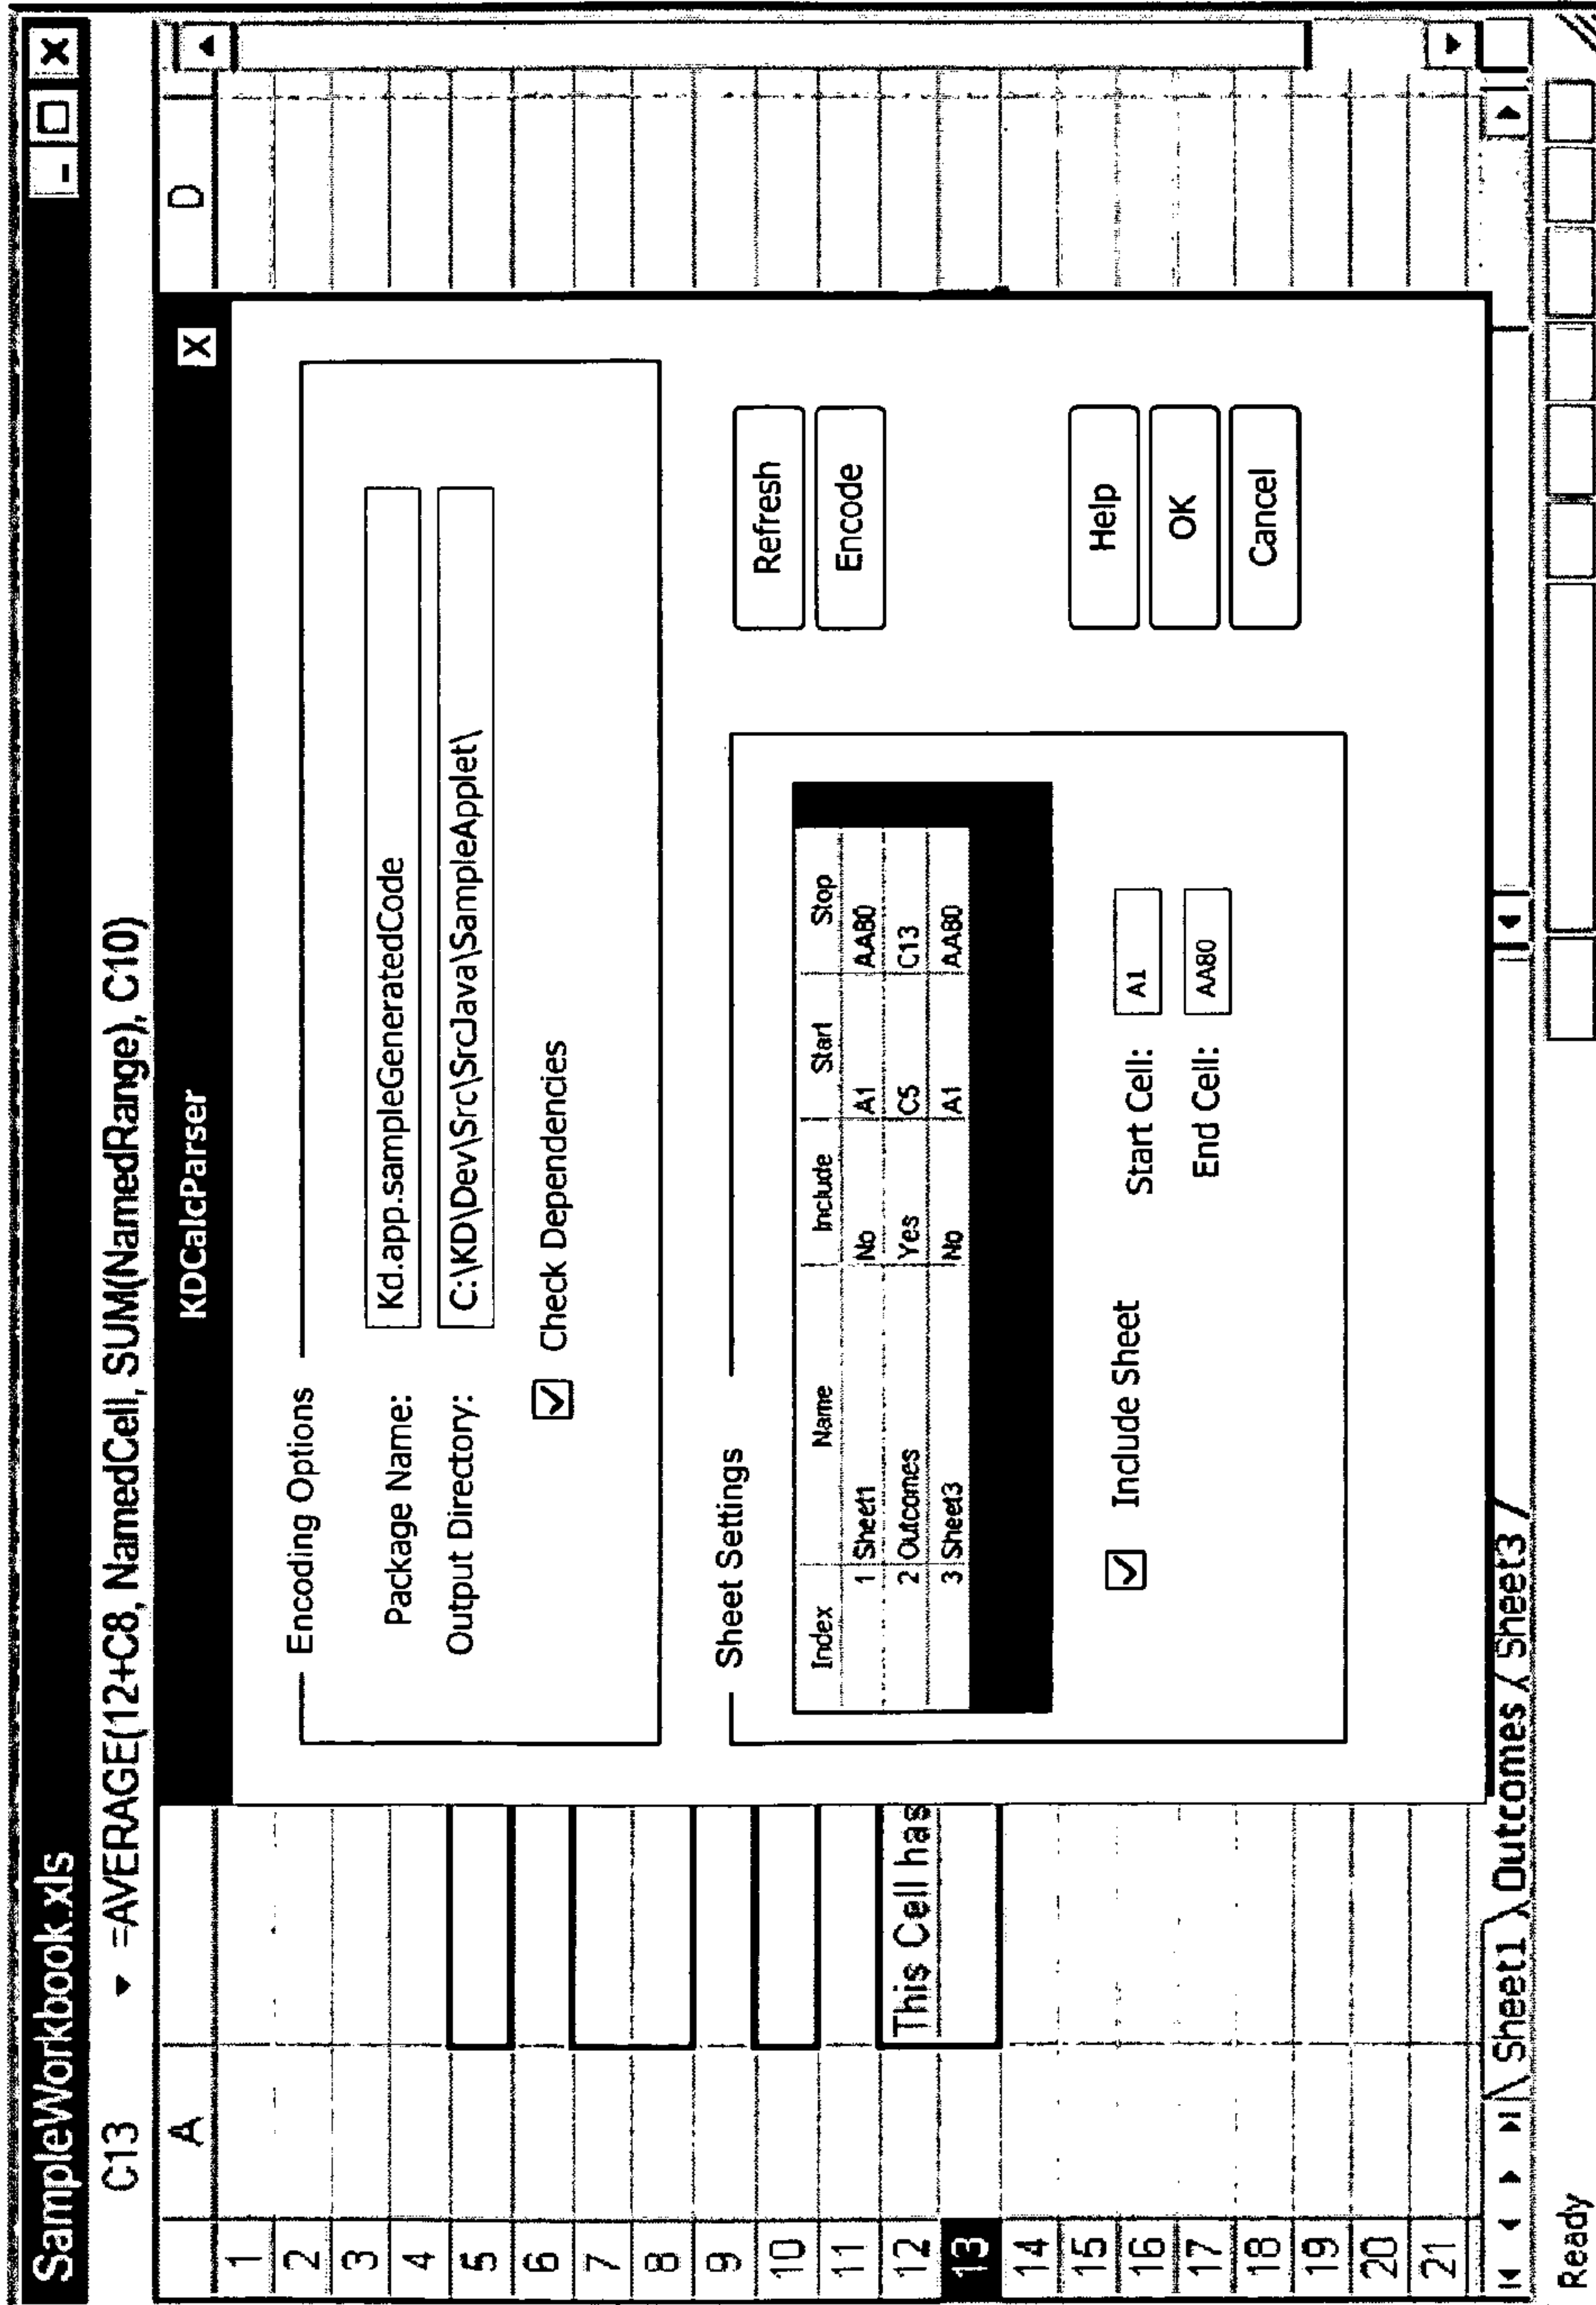 SampleWorkbook.xls
C13 =AVERAGE(12+C8, NamedCell, SUM(NamedRange), C10)
A D
KDCalcParser X
Encoding Options
Package Name: Kd.app.sampleGeneratedCode
Output Directory: C:\KD\Dev\Src\SrcJava\SampleApplet\
Check Dependencies
Sheet Settings
Index Name Include Start Stop
1 Sheet1 No A1 AA80
2 Outcomes Yes C5 C13
3 Sheet3 No A1 AA80
Include Sheet Start Cell: A1
End Cell: AA80
Refresh
Encode
Help
OK
Cancel
1
2
3
4
5
6
7
8
9
10
11
12 This Cell has
13
14
15
16
17
18
19
20
21
Sheet1 Outcomes Sheet3
Ready